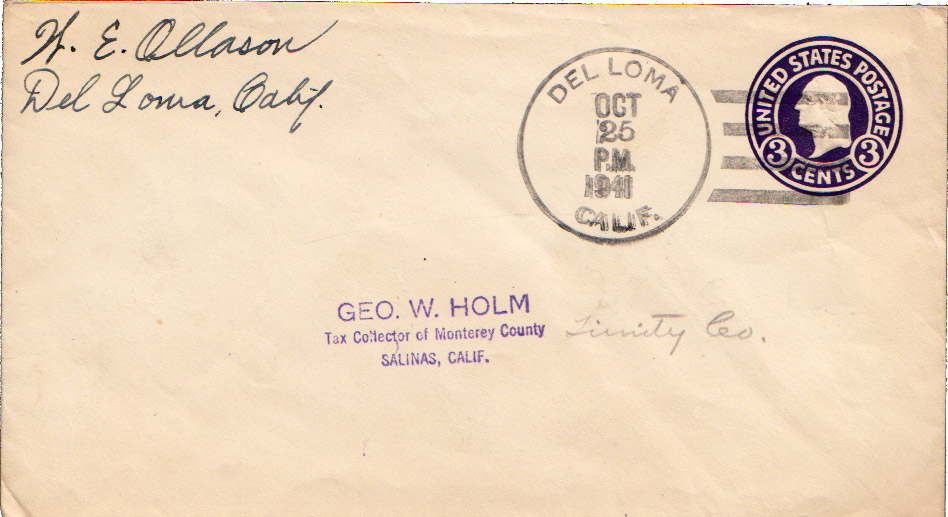 W. E. Ollason
Del Loma, Calif.
DEL LOMA
OCT
25
P.M.
1941
CALIF.
UNITED STATES POSTAGE
3 CENTS 3
GEO. W. HOLM
Tax Collector of Monterey County
SALINAS, CALIF.
Trinity Co.